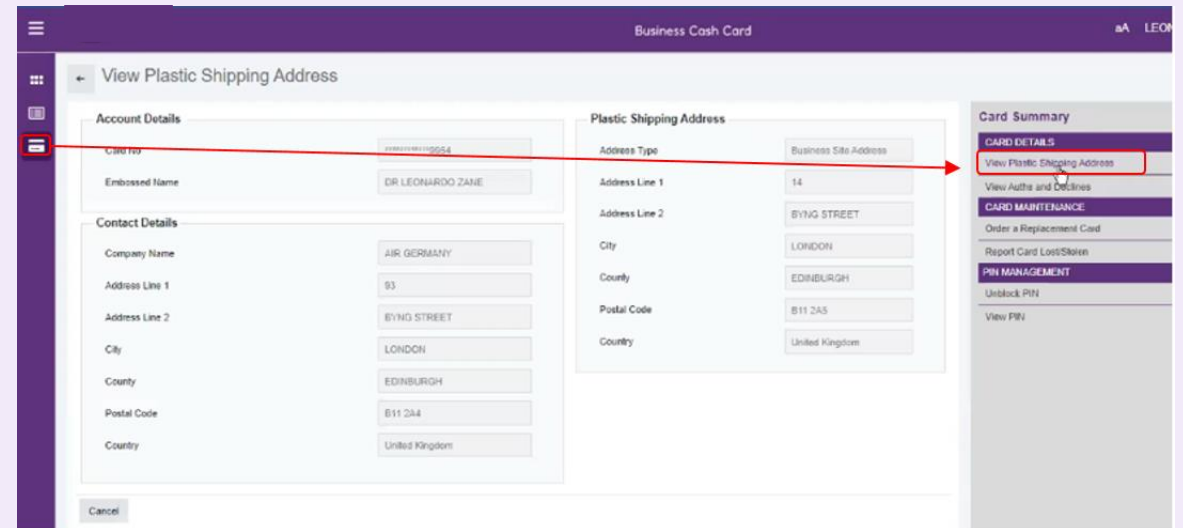 Business Cash Card
aA LEON
View Plastic Shipping Address
Account Details
Card No 9954
Embossed Name DR LEONARDO ZANE
Contact Details
Company Name AIR GERMANY
Address Line 1 93
Address Line 2 BYNG STREET
City LONDON
County EDINBURGH
Postal Code B11 2A4
Country United Kingdom
Cancel
Plastic Shipping Address
Address Type Business Site Address
Address Line 1 14
Address Line 2 BYNG STREET
City LONDON
County EDINBURGH
Postal Code B11 2A5
Country United Kingdom
Card Summary
CARD DETAILS
View Plastic Shipping Address
View Auths and Declines
CARD MAINTENANCE
Order a Replacement Card
Report Card Lost/Stolen
PIN MANAGEMENT
Unblock PIN
View PIN